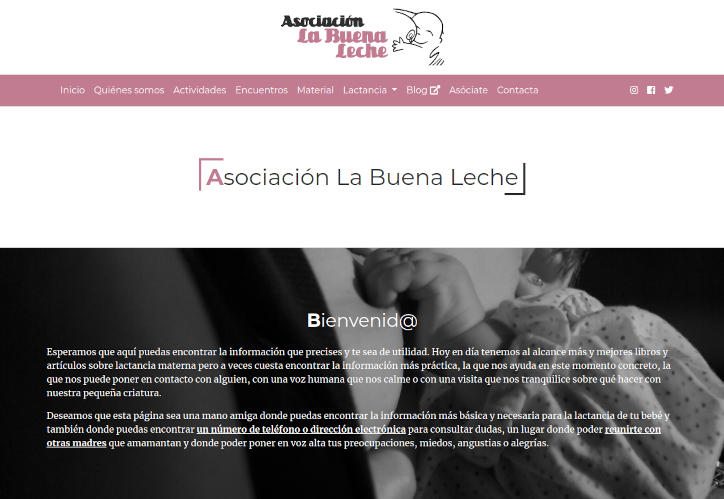 Asociación
La Buena
Leche
Inicio Quiénes somos Actividades Encuentros Material Lactancia Blog Asóciate Contacta
Asociación La Buena Leche
Bienvenid@
Esperamos que aquí puedas encontrar la información que precises y te sea de utilidad. Hoy en día tenemos al alcance más y mejores libros y
artículos sobre lactancia materna pero a veces cuesta encontrar la información más práctica, la que nos ayuda en este momento concreto, la
que nos puede poner en contacto con alguien, con una voz humana que nos calme o con una visita que nos tranquilice sobre qué hacer con
nuestra pequeña criatura.
Deseamos que esta página sea una mano amiga donde puedas encontrar la información más básica y necesaria para la lactancia de tu bebé y
también donde puedas encontrar un número de teléfono o dirección electrónica para consultar dudas, un lugar donde poder reunirte con
otras madres que amamantan y donde poder poner en voz alta tus preocupaciones, miedos, angustias o alegrías.